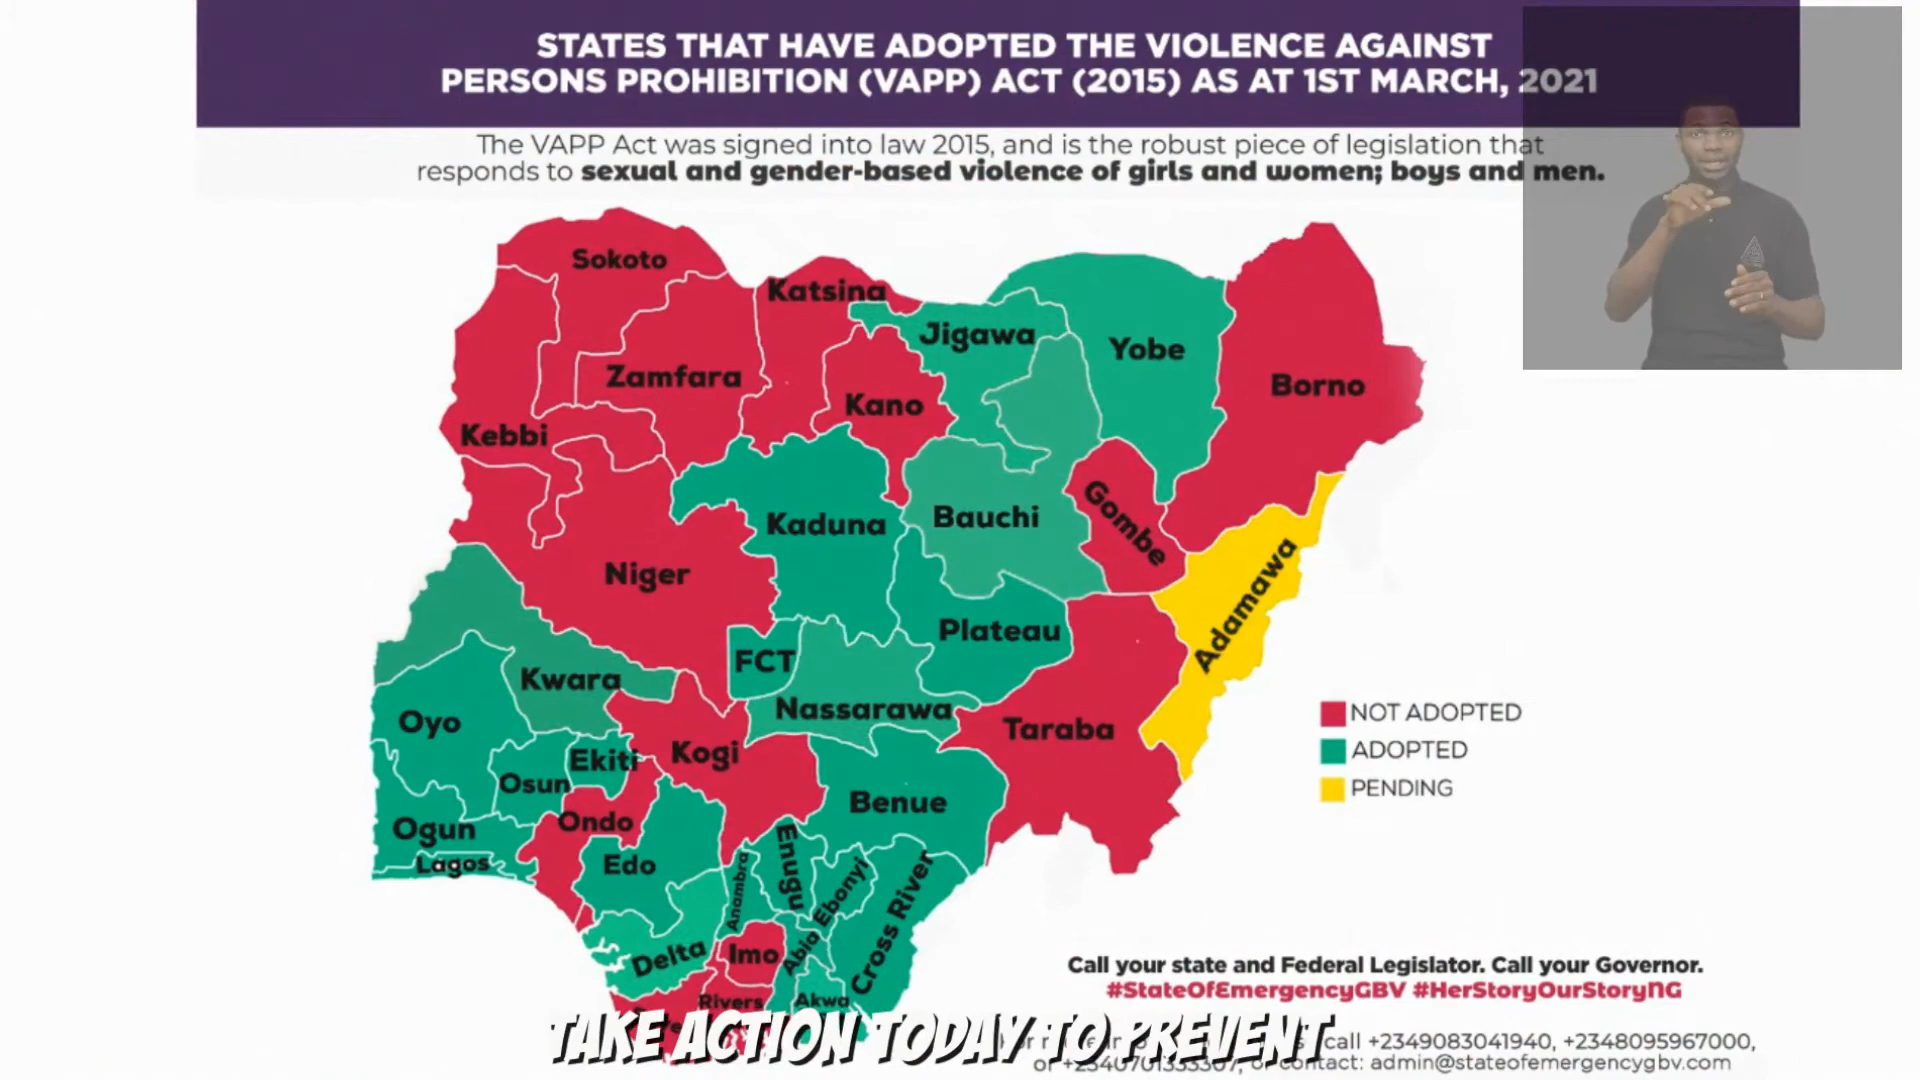 STATES THAT HAVE ADOPTED THE VIOLENCE AGAINST
PERSONS PROHIBITION (VAPP) ACT (2015) AS AT 1ST MARCH, 2021
The VAPP Act was signed into law 2015, and is the robust piece of legislation that
responds to sexual and gender-based violence of girls and women; boys and men.
Sokoto
Katsina
Jigawa
Yobe
Zamfara
Borno
Kano
Kebbi
Bauchi
Gombe
Kaduna
Niger
Adamawa
Plateau
FCT
Kwara
Nassarawa
Oyo
Taraba
Kogi
Ekiti
Osun
Benue
Ondo
Ogun
Lagos
Edo
Anambra
Enugu
Ebonyi
Cross River
Abia
Delta
Imo
Rivers
Akwa
NOT ADOPTED
ADOPTED
PENDING
Call your state and Federal Legislator. Call your Governor.
#StateOfEmergencyGBV #HerStoryOurStoryNG
TAKE ACTION TODAY TO PREVENT
call +2349083041940, +2348095967000,
or contact: admin@stateofemergencygbv.com